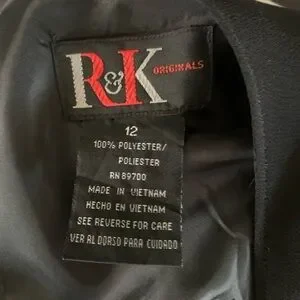 R&K ORIGINALS
12
100% POLYESTER/
POLIESTER
RN 89700
MADE IN VIETNAM
HECHO EN VIETNAM
SEE REVERSE FOR CARE
VER AL DORSO PARA CUIDADO